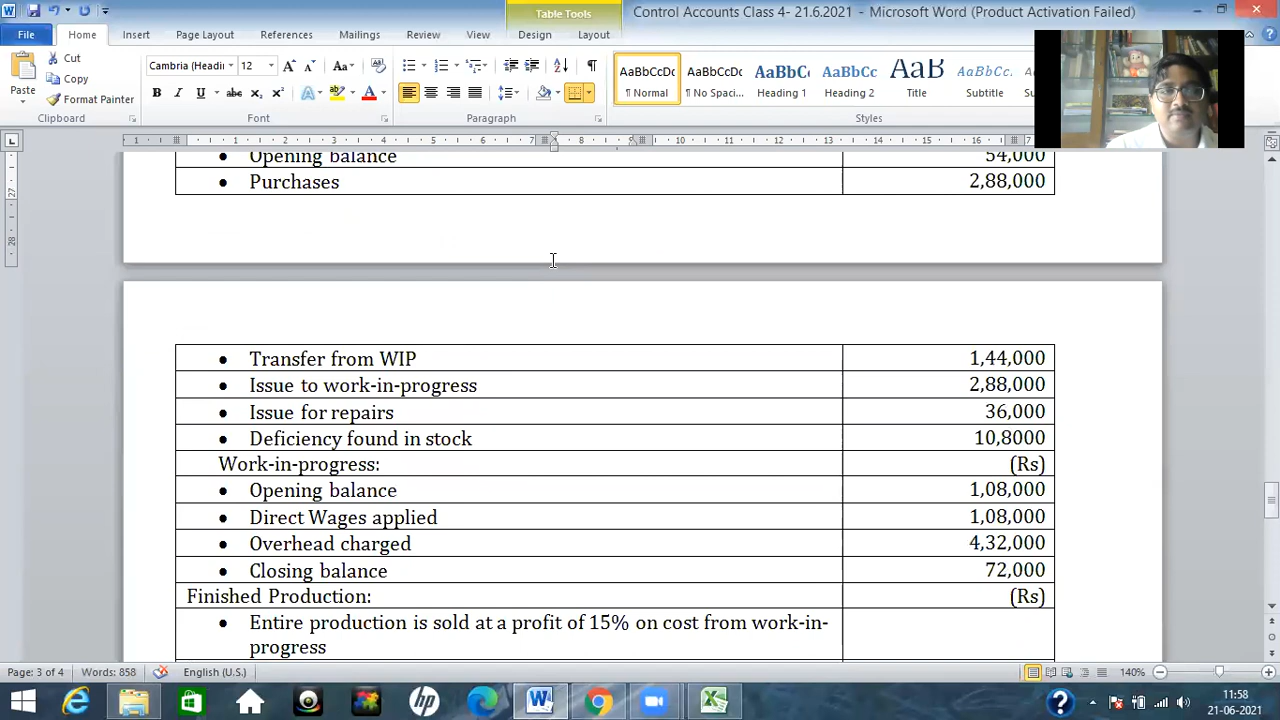 Control Accounts Class 4- 21.6.2021 - Microsoft Word (Product Activation Failed)
Table Tools
File Home Insert Page Layout References Mailings Review View Design Layout
Paste
Cut
Copy
Format Painter
Cambria (Headi 12
AaBbCcDc
¶ Normal
AaBbCcDc
¶ No Spaci...
AaBbC
Heading 1
AaBbCc
Heading 2
AaB
Title
AaBbCc.
Subtitle
Clipboard Font Paragraph Styles
Opening balance 54,000
• Purchases 2,88,000
• Transfer from WIP 1,44,000
• Issue to work-in-progress 2,88,000
• Issue for repairs 36,000
• Deficiency found in stock 10,8000
Work-in-progress: (Rs)
• Opening balance 1,08,000
• Direct Wages applied 1,08,000
• Overhead charged 4,32,000
• Closing balance 72,000
Finished Production: (Rs)
• Entire production is sold at a profit of 15% on cost from work-in-
progress
Page: 3 of 4 Words: 858 English (U.S.) 140%
11:58
21-06-2021